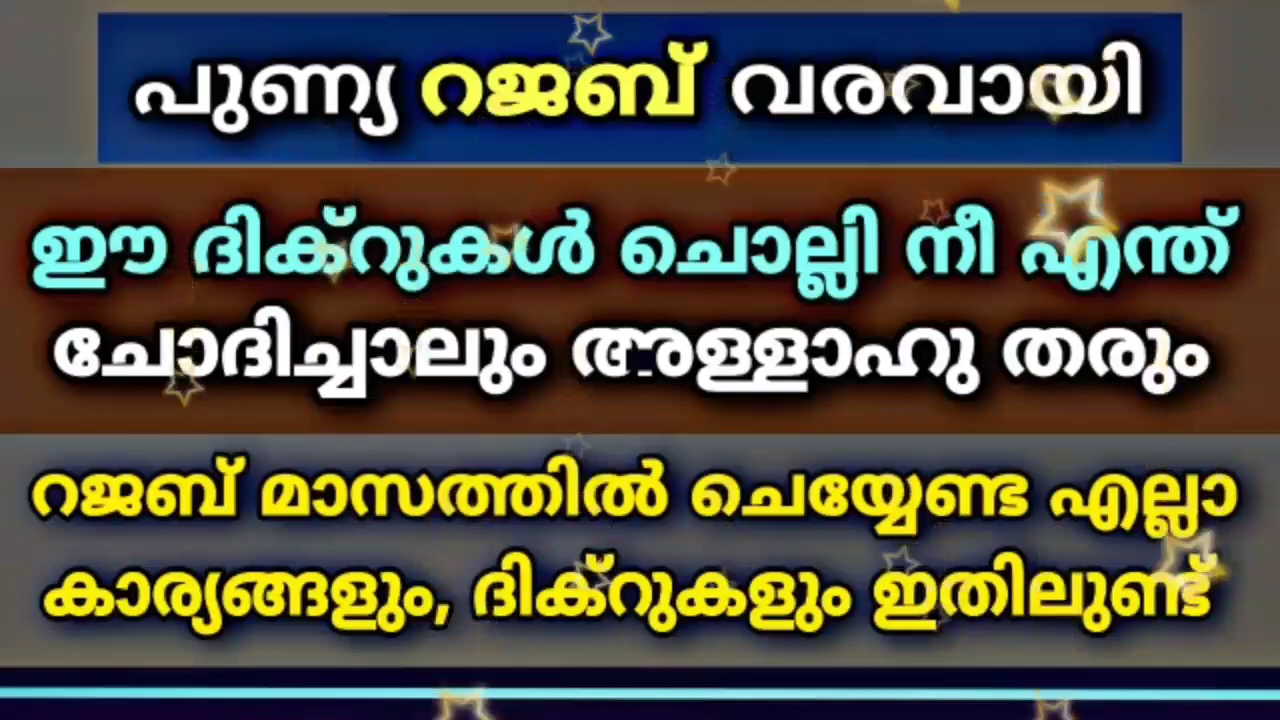 പുണ്യ റജബ് വരവായി
ഈ ദിക്റുകൾ ചൊല്ലി നീ എന്ത്
ചോദിച്ചാലും അള്ളാഹു തരും
റജബ് മാസത്തിൽ ചെയ്യേണ്ട എല്ലാ
കാര്യങ്ങളും, ദിക്റുകളും ഇതിലുണ്ട്